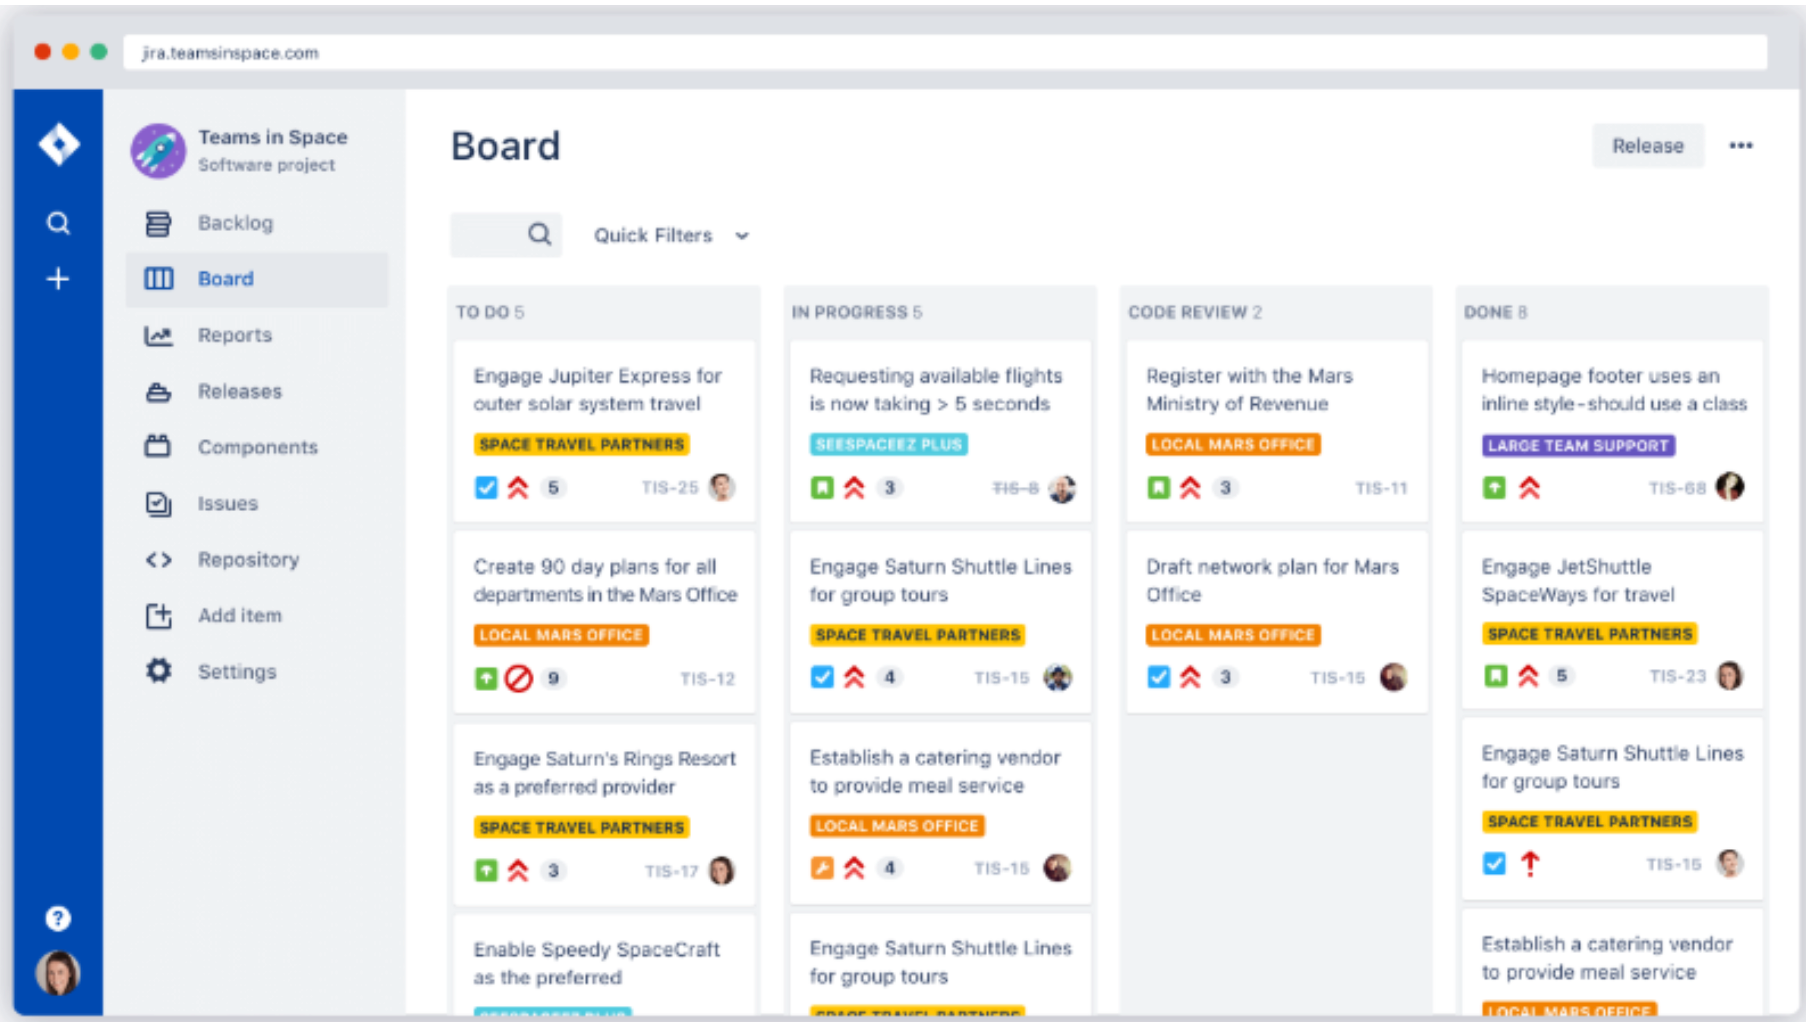 jira.teamsinspace.com
Teams in Space
Software project
Backlog
Board
Reports
Releases
Components
Issues
Repository
Add item
Settings
?
Board
Release
Quick Filters
TO DO 5
Engage Jupiter Express for
outer solar system travel
SPACE TRAVEL PARTNERS
5 TIS-25
Create 90 day plans for all
departments in the Mars Office
LOCAL MARS OFFICE
9 TIS-12
Engage Saturn's Rings Resort
as a preferred provider
SPACE TRAVEL PARTNERS
3 TIS-17
Enable Speedy SpaceCraft
as the preferred
SEESPACEEZ PLUS
IN PROGRESS 5
Requesting available flights
is now taking > 5 seconds
SEESPACEEZ PLUS
3 TIS-8
Engage Saturn Shuttle Lines
for group tours
SPACE TRAVEL PARTNERS
4 TIS-15
Establish a catering vendor
to provide meal service
LOCAL MARS OFFICE
4 TIS-15
Engage Saturn Shuttle Lines
for group tours
SPACE TRAVEL PARTNERS
CODE REVIEW 2
Register with the Mars
Ministry of Revenue
LOCAL MARS OFFICE
3 TIS-11
Draft network plan for Mars
Office
LOCAL MARS OFFICE
3 TIS-15
DONE 8
Homepage footer uses an
inline style-should use a class
LARGE TEAM SUPPORT
TIS-68
Engage JetShuttle
SpaceWays for travel
SPACE TRAVEL PARTNERS
5 TIS-23
Engage Saturn Shuttle Lines
for group tours
SPACE TRAVEL PARTNERS
TIS-15
Establish a catering vendor
to provide meal service
LOCAL MARS OFFICE